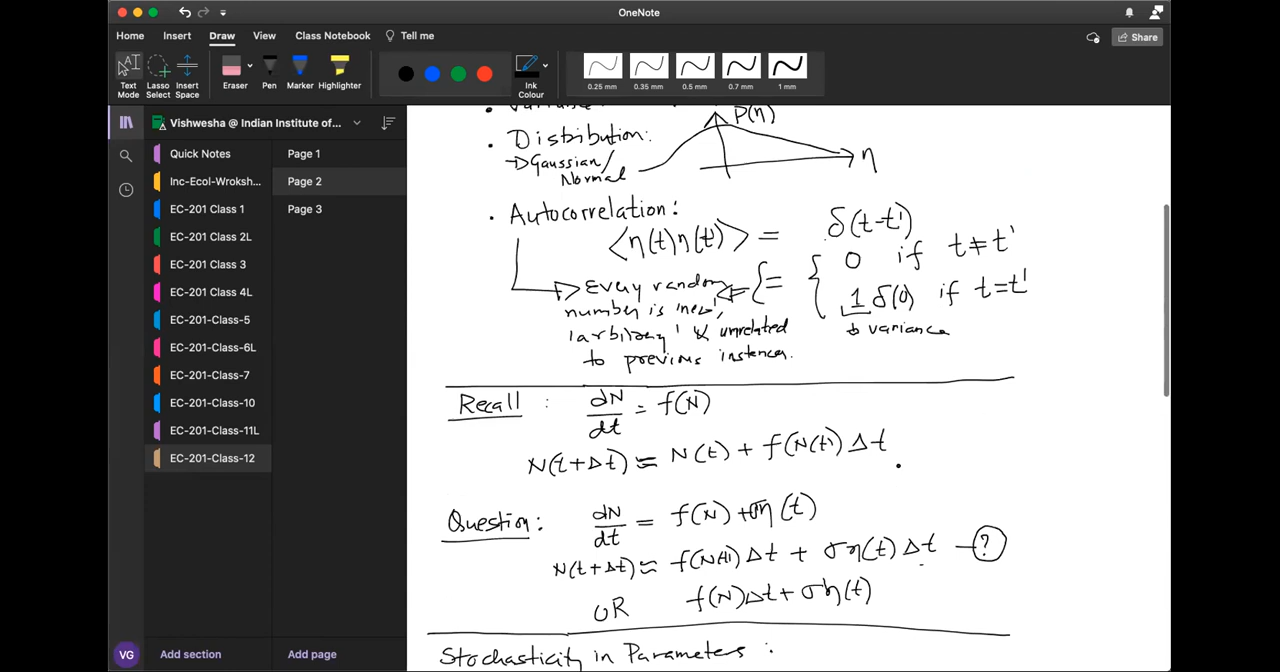 OneNote
Home Insert Draw View Class Notebook Tell me
Share
Text Mode
Lasso Select
Insert Space
Eraser
Pen
Marker
Highlighter
Ink Colour
0.25 mm
0.35 mm
0.5 mm
0.7 mm
1 mm
Vishwesha @ Indian Institute of...
Quick Notes
Inc-Ecol-Wroksh...
EC-201 Class 1
EC-201 Class 2L
EC-201 Class 3
EC-201 Class 4L
EC-201-Class-5
EC-201-Class-6L
EC-201-Class-7
EC-201-Class-10
EC-201-Class-11L
EC-201-Class-12
Page 1
Page 2
Page 3
VG
Add section
Add page
P(η)
• Distribution:
→ Gaussian/
Normal
η
• Autocorrelation:
<η(t)η(t')> = δ(t-t')
= { 0 if t≠t'
1 δ(0) if t=t'
↳ variance
Every random
number is 'new',
'arbitrary' & unrelated
to previous instances.
Recall : dN/dt = f(N)
N(t+Δt) ≈ N(t) + f(N(t)) Δt
Question: dN/dt = f(N) + ση(t)
N(t+Δt) ≈ f(N(t)) Δt + ση(t) Δt - ?
OR f(N)Δt + ση(t)
Stochasticity in Parameters :